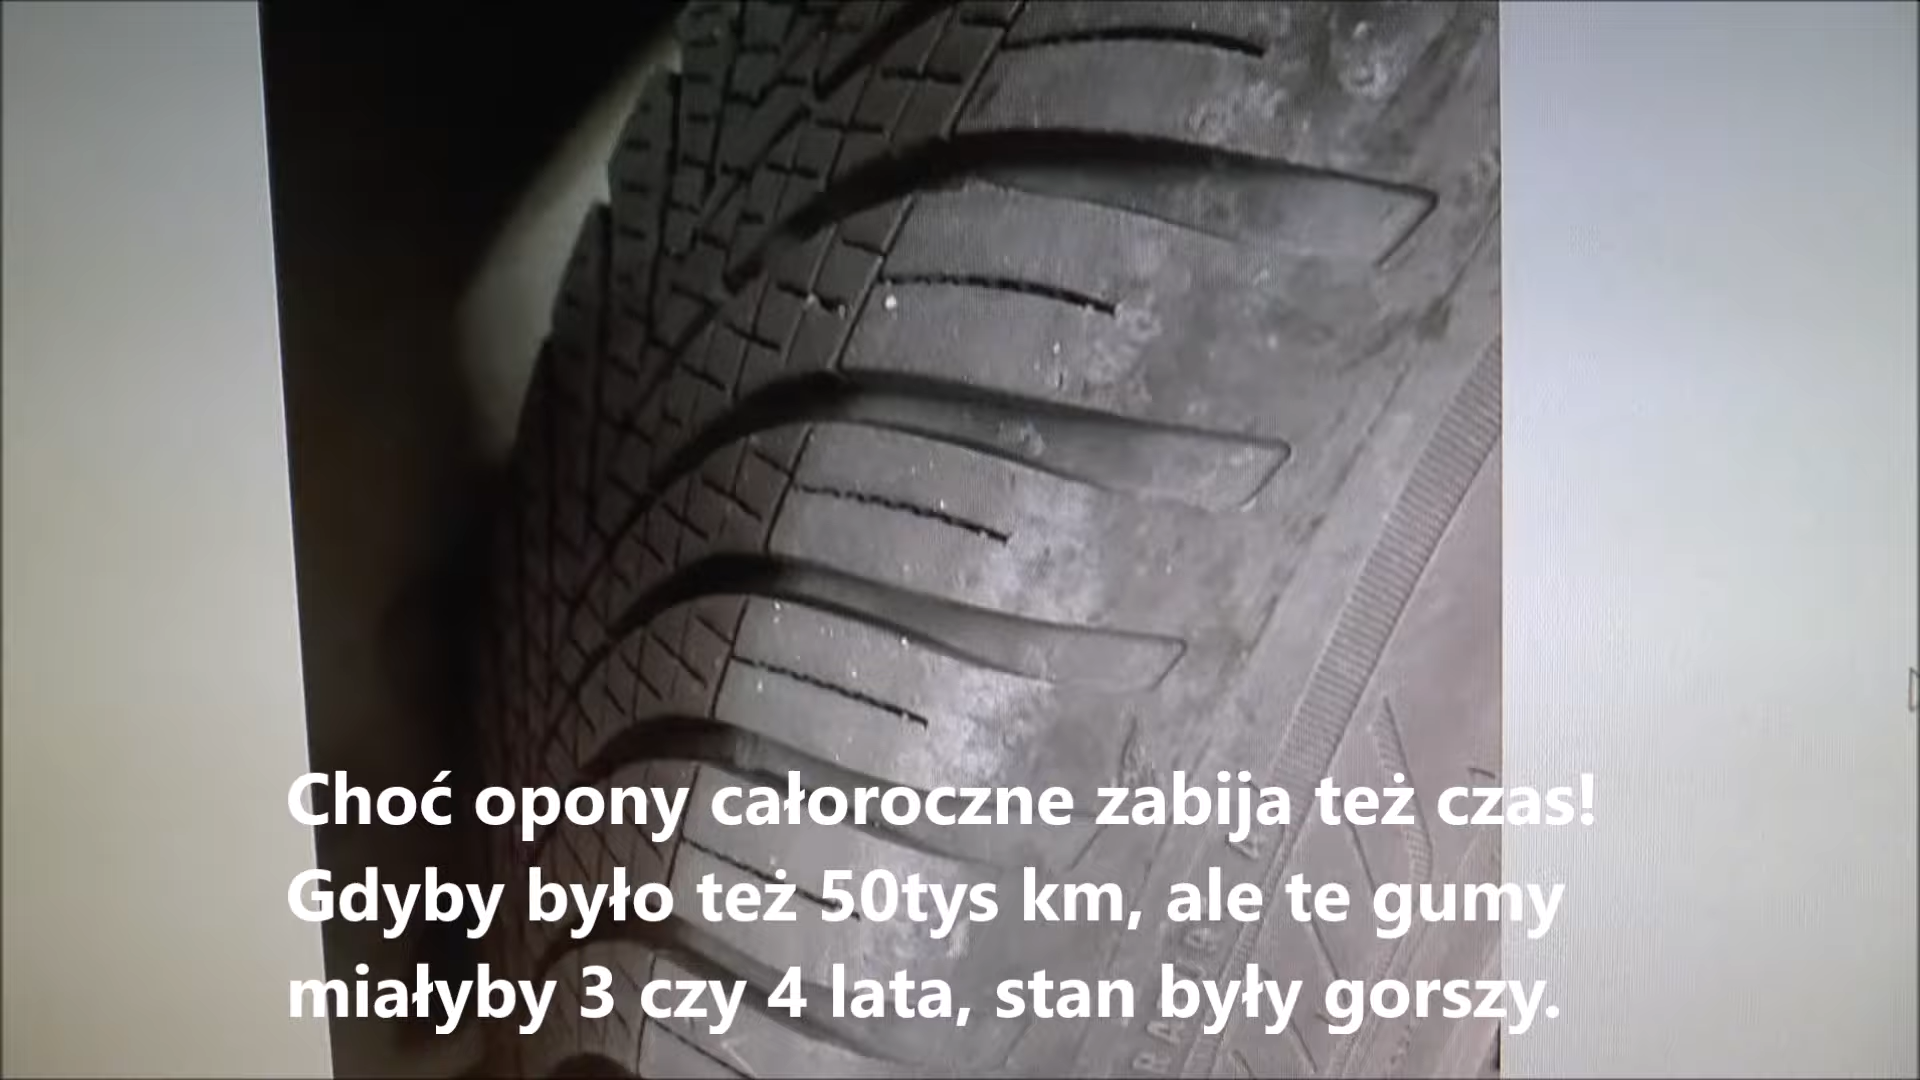 Choć opony całoroczne zabija też czas!
Gdyby było też 50tys km, ale te gumy
miałyby 3 czy 4 lata, stan były gorszy.